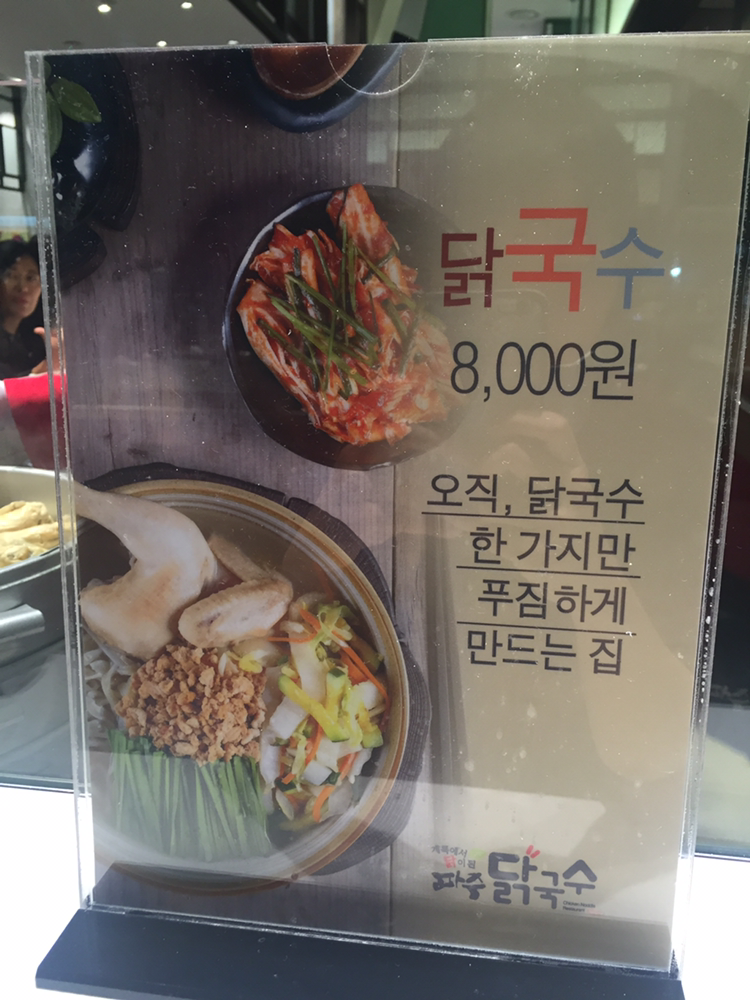 닭국수
8,000원
오직, 닭국수
한 가지만
푸짐하게
만드는 집
파주 닭국수